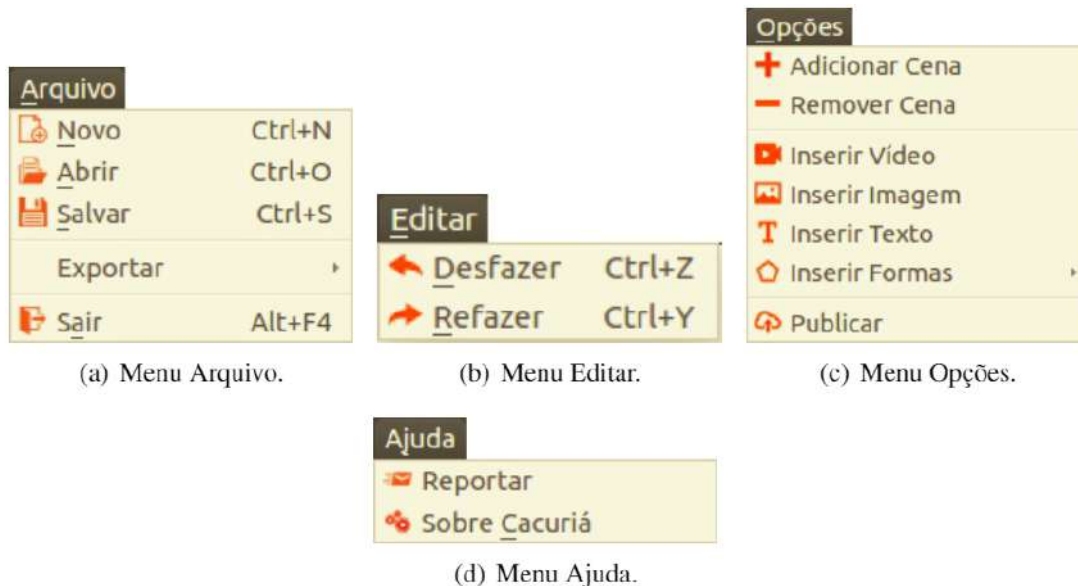 Arquivo
Novo Ctrl+N
Abrir Ctrl+O
Salvar Ctrl+S
Exportar
Sair Alt+F4
(a) Menu Arquivo.
Editar
Desfazer Ctrl+Z
Refazer Ctrl+Y
(b) Menu Editar.
Opções
Adicionar Cena
Remover Cena
Inserir Vídeo
Inserir Imagem
Inserir Texto
Inserir Formas
Publicar
(c) Menu Opções.
Ajuda
Reportar
Sobre Cacuriá
(d) Menu Ajuda.